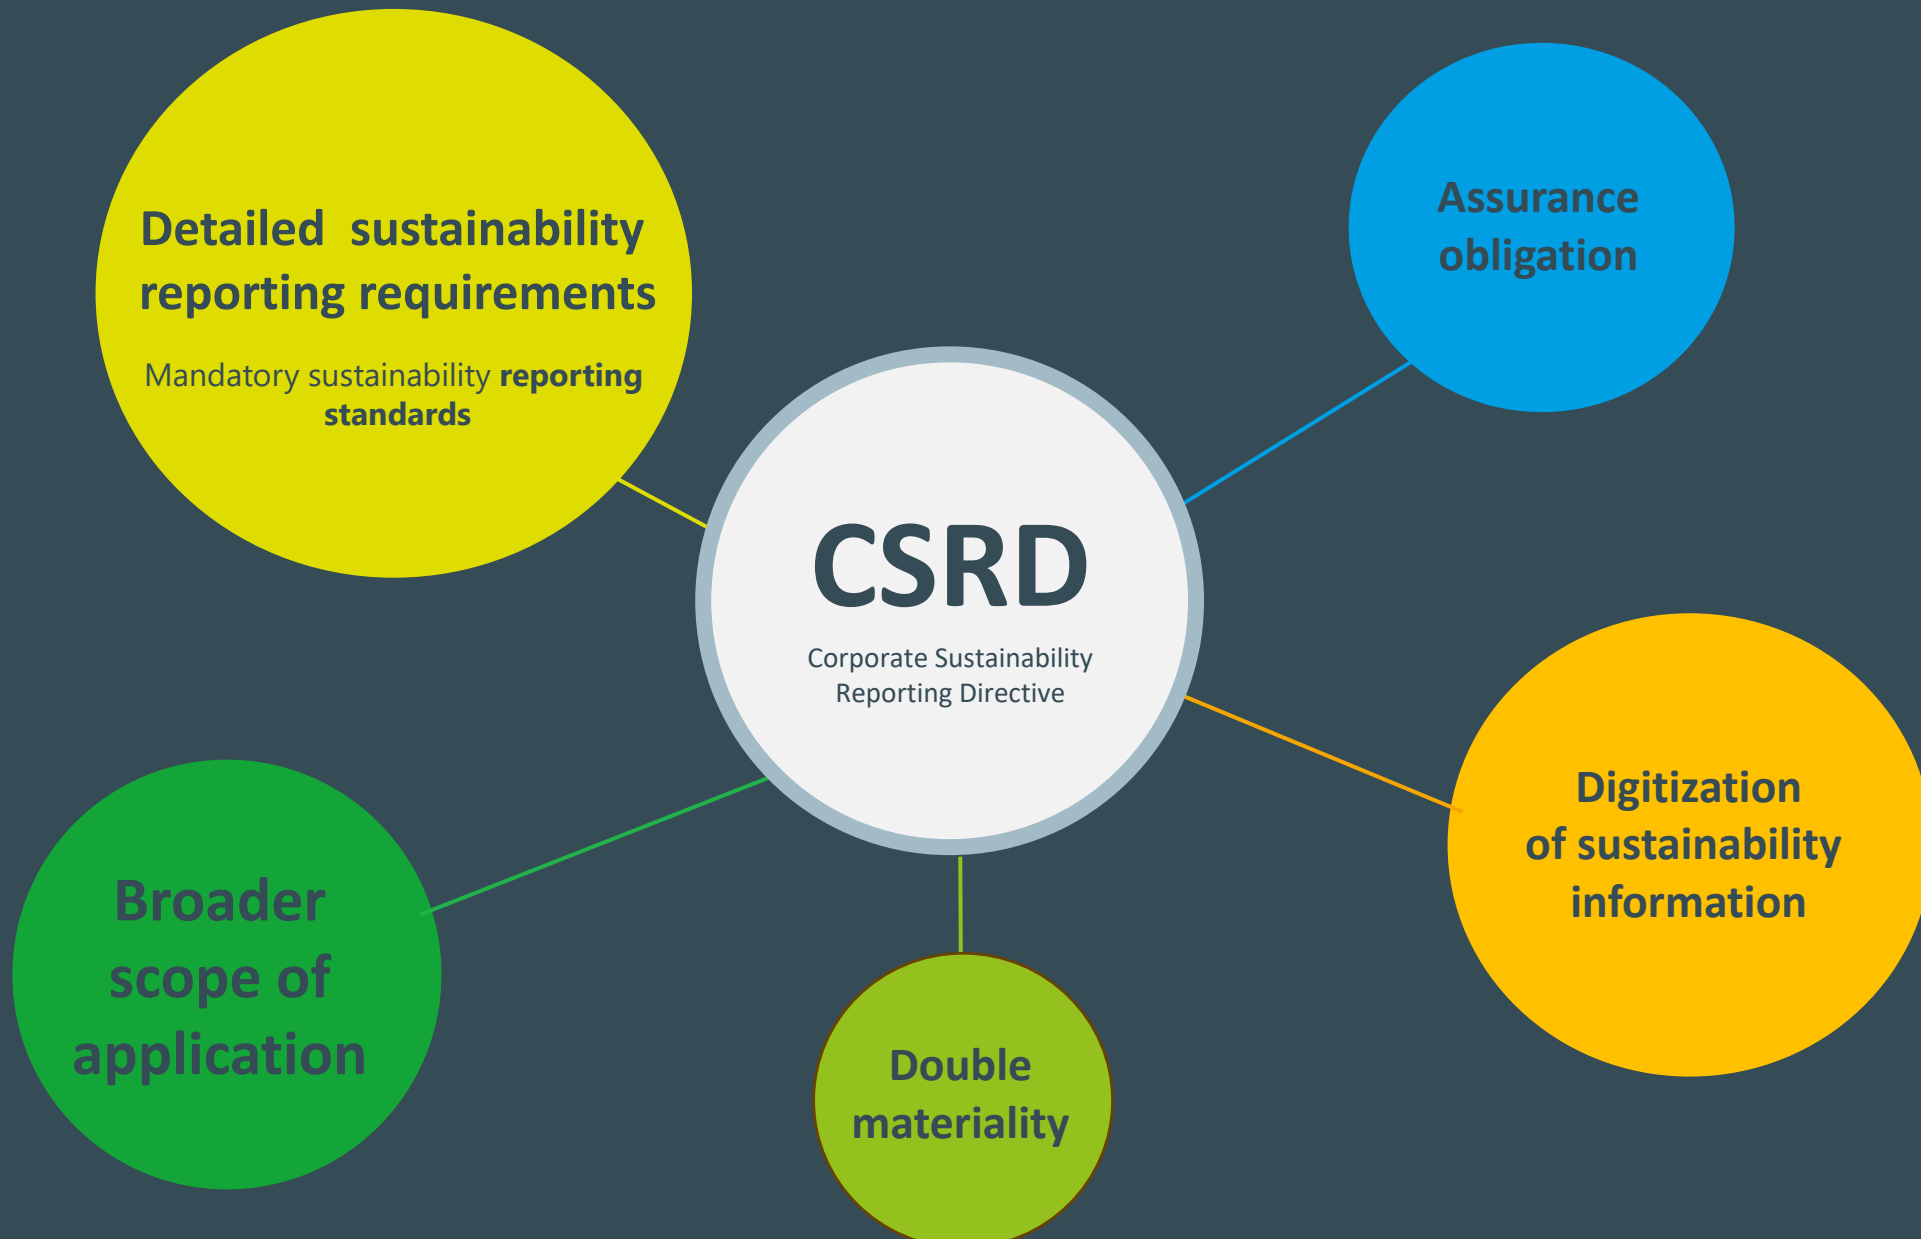 Detailed  sustainability
reporting requirements
Mandatory sustainability reporting
standards
Assurance
obligation
CSRD
Corporate Sustainability
Reporting Directive
Digitization
of sustainability
information
Broader
scope of
application
Double
materiality